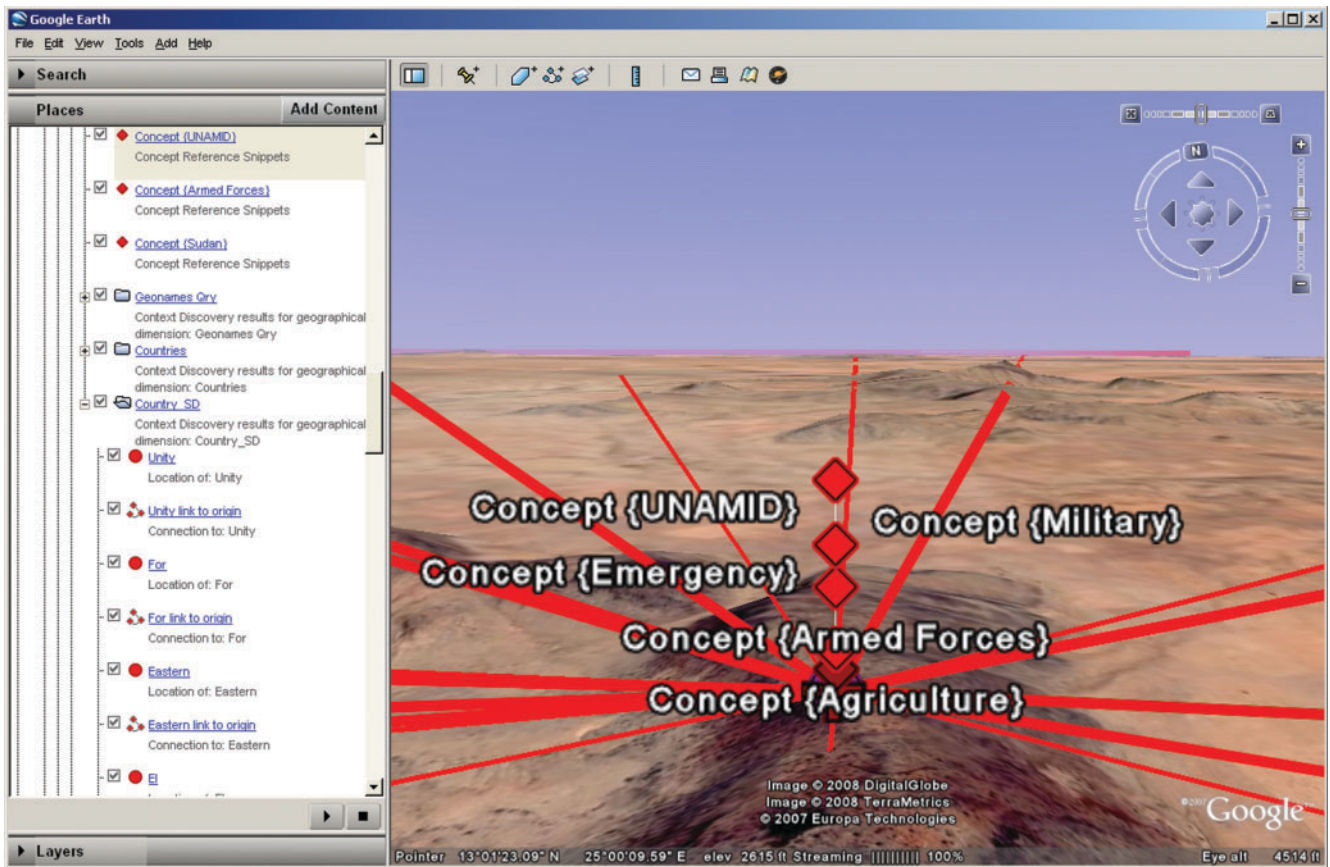 Google Earth
File Edit View Tools Add Help
Search
Places
Add Content
Concept {UNAMID}
Concept Reference Snippets
Concept {Armed Forces}
Concept Reference Snippets
Concept {Sudan}
Concept Reference Snippets
Geonames Qry
Context Discovery results for geographical
dimension: Geonames Qry
Countries
Context Discovery results for geographical
dimension: Countries
Country_SD
Context Discovery results for geographical
dimension: Country_SD
Unity
Location of: Unity
Unity link to origin
Connection to: Unity
For
Location of: For
For link to origin
Connection to: For
Eastern
Location of: Eastern
Eastern link to origin
Connection to: Eastern
El
Layers
N
Concept {UNAMID}
Concept {Military}
Concept {Emergency}
Concept {Armed Forces}
Concept {Agriculture}
Image © 2008 DigitalGlobe
Image © 2008 TerraMetrics
© 2007 Europa Technologies
©2007 Google™
Pointer 13°01'23.09" N 25°00'09.59" E elev 2615 ft Streaming |||||||||| 100% Eye alt 4514 ft